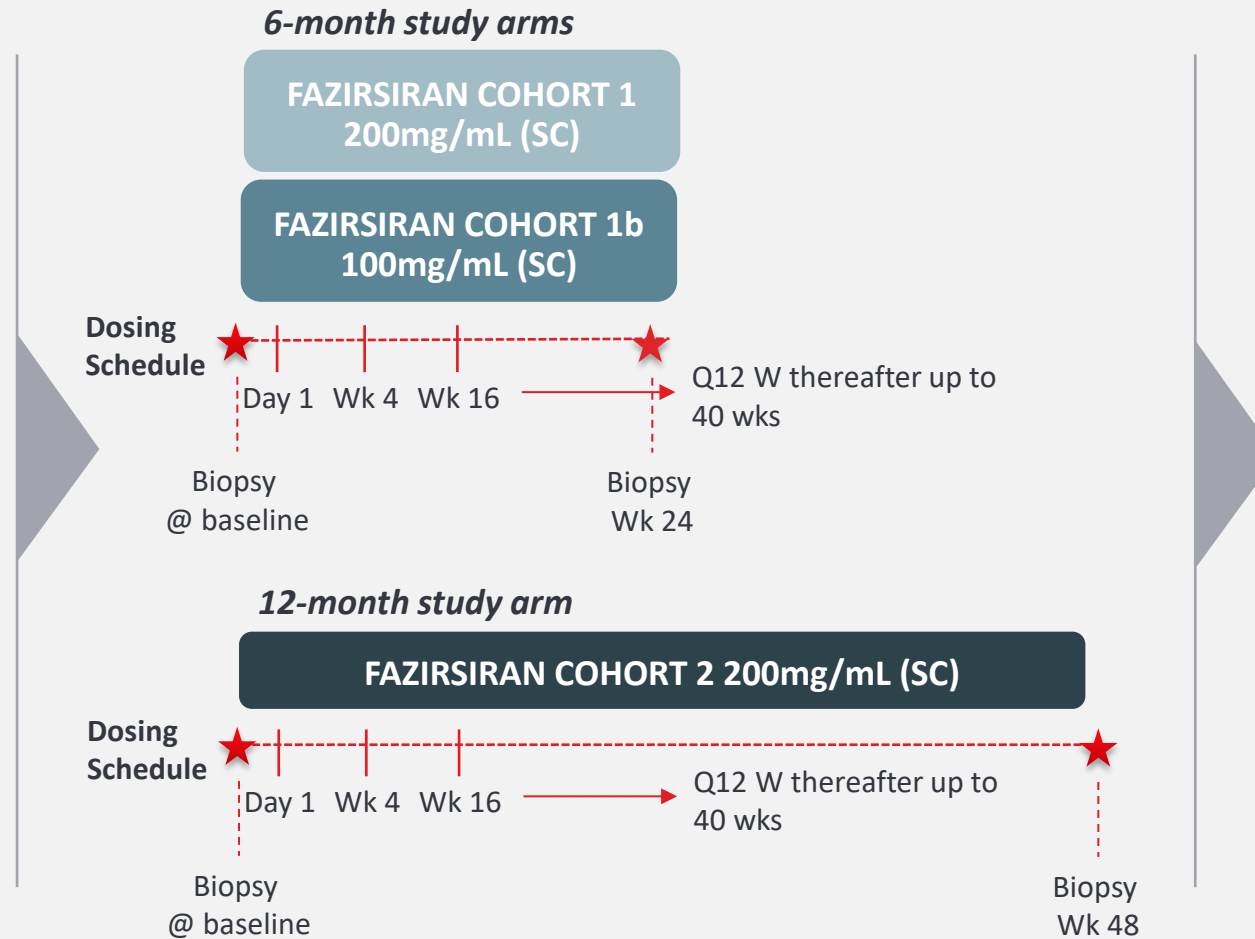 6-month study arms
FAZIRSIRAN COHORT 1
200mg/mL (SC)
FAZIRSIRAN COHORT 1b
100mg/mL (SC)
Dosing
Schedule
Day 1 Wk 4 Wk 16
Q12 W thereafter up to
40 wks
Biopsy
@ baseline
Biopsy
Wk 24
12-month study arm
FAZIRSIRAN COHORT 2 200mg/mL (SC)
Dosing
Schedule
Day 1 Wk 4 Wk 16
Q12 W thereafter up to
40 wks
Biopsy
@ baseline
Biopsy
Wk 48